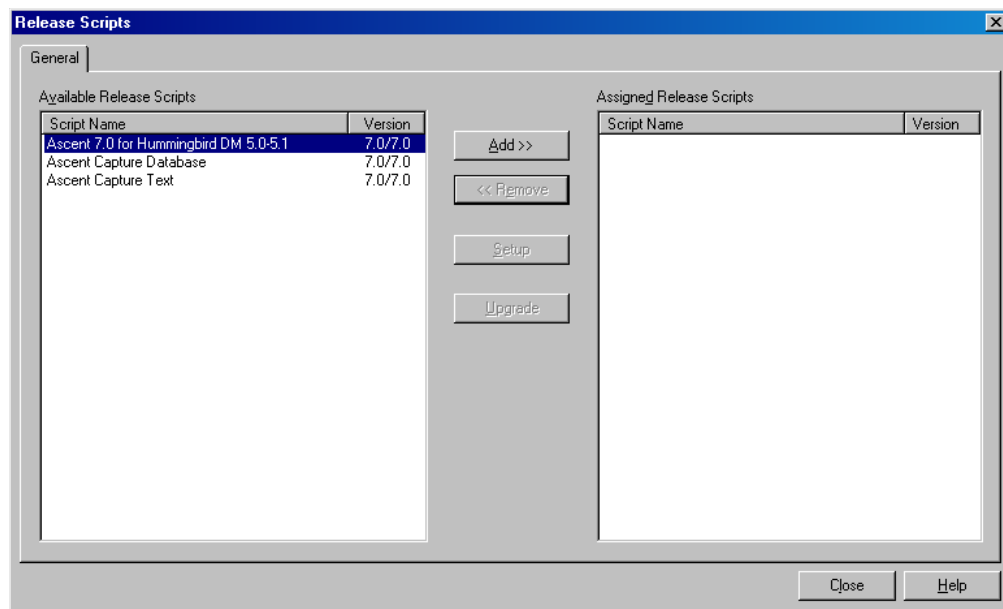 Release Scripts
General
Available Release Scripts
Script Name Version
Ascent 7.0 for Hummingbird DM 5.0-5.1 7.0/7.0
Ascent Capture Database 7.0/7.0
Ascent Capture Text 7.0/7.0
Add >>
<< Remove
Setup
Upgrade
Assigned Release Scripts
Script Name Version
Close
Help